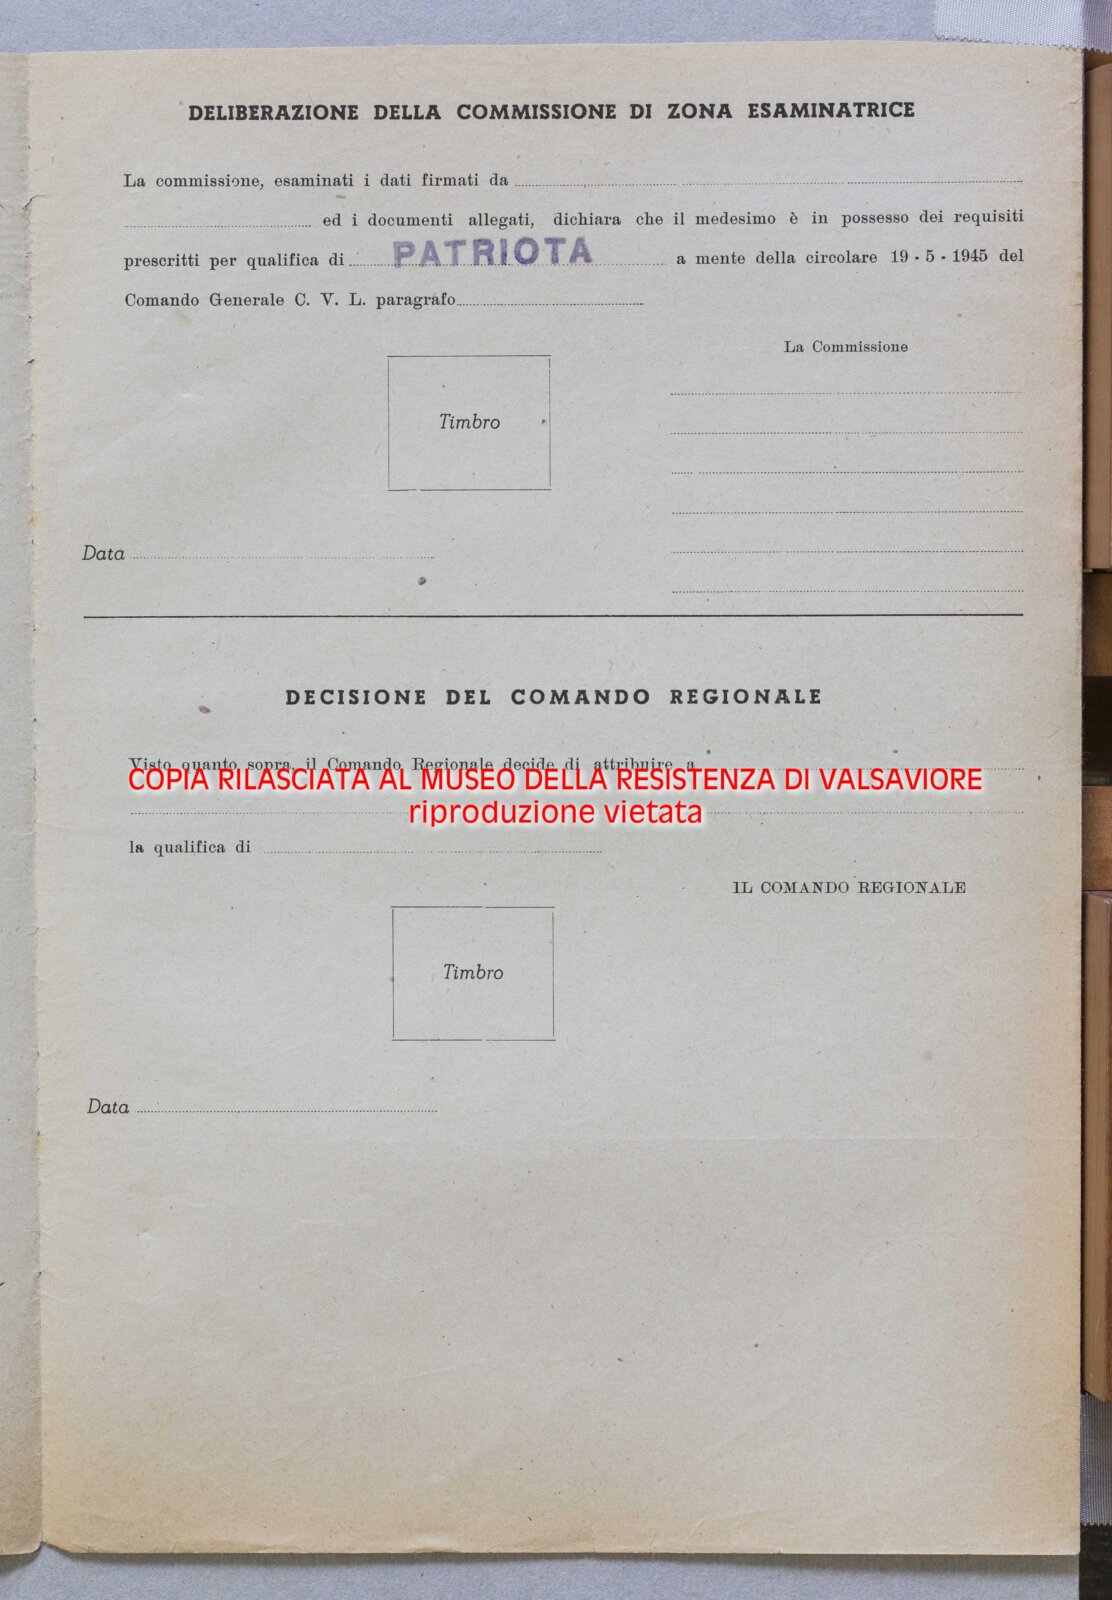 DELIBERAZIONE DELLA COMMISSIONE DI ZONA ESAMINATRICE
La commissione, esaminati i dati firmati da
ed i documenti allegati, dichiara che il medesimo è in possesso dei requisiti
prescritti per qualifica di PATRIOTA a mente della circolare 19 - 5 - 1945 del
Comando Generale C. V. L. paragrafo
La Commissione
Timbro
Data
DECISIONE DEL COMANDO REGIONALE
Visto quanto sopra, il Comando Regionale decide di attribuire a
COPIA RILASCIATA AL MUSEO DELLA RESISTENZA DI VALSAVIORE
riproduzione vietata
la qualifica di
IL COMANDO REGIONALE
Timbro
Data